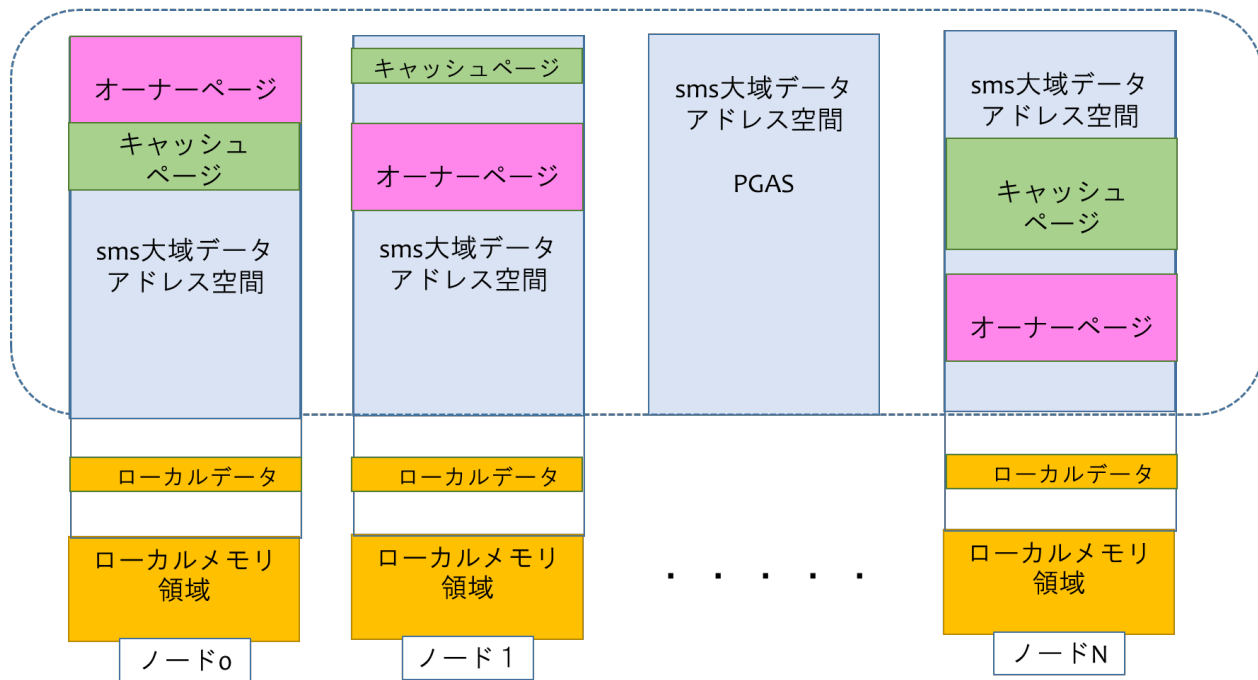 オーナーページ
キャッシュ
ページ
sms大域データ
アドレス空間
ローカルデータ
ローカルメモリ
領域
ノード0
キャッシュページ
オーナーページ
sms大域データ
アドレス空間
ローカルデータ
ローカルメモリ
領域
ノード１
sms大域データ
アドレス空間
PGAS
・・・・・
sms大域データ
アドレス空間
キャッシュ
ページ
オーナーページ
ローカルデータ
ローカルメモリ
領域
ノードN